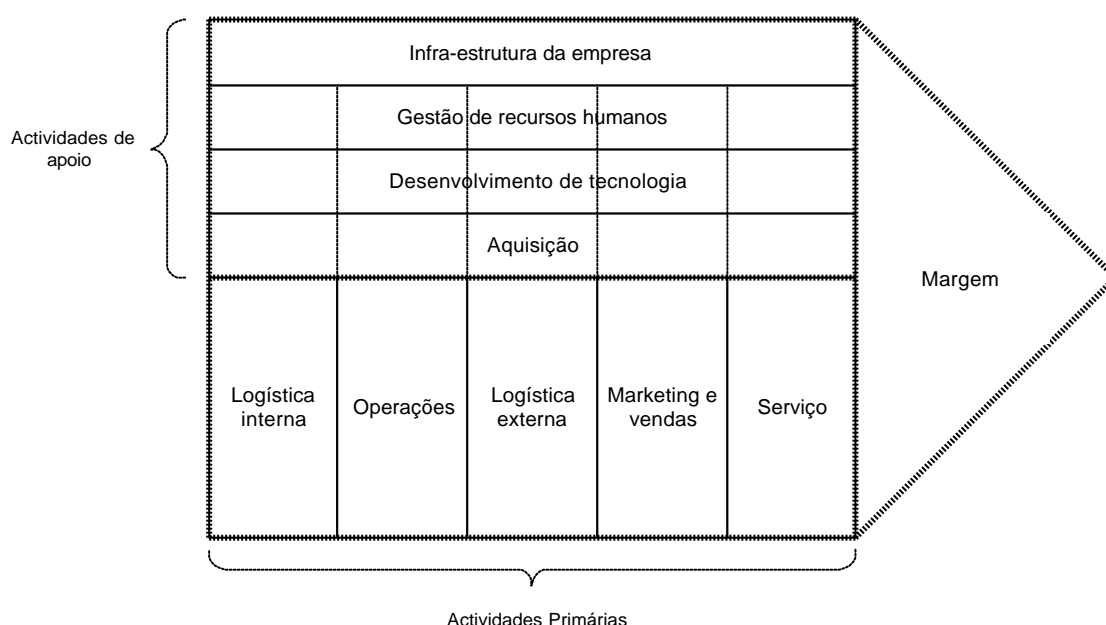 Infra-estrutura da empresa
Gestão de recursos humanos
Actividades de
apoio
Desenvolvimento de tecnologia
Aquisição
Margem
Logística
interna
Operações
Logística
externa
Marketing e
vendas
Serviço
Actividades Primárias